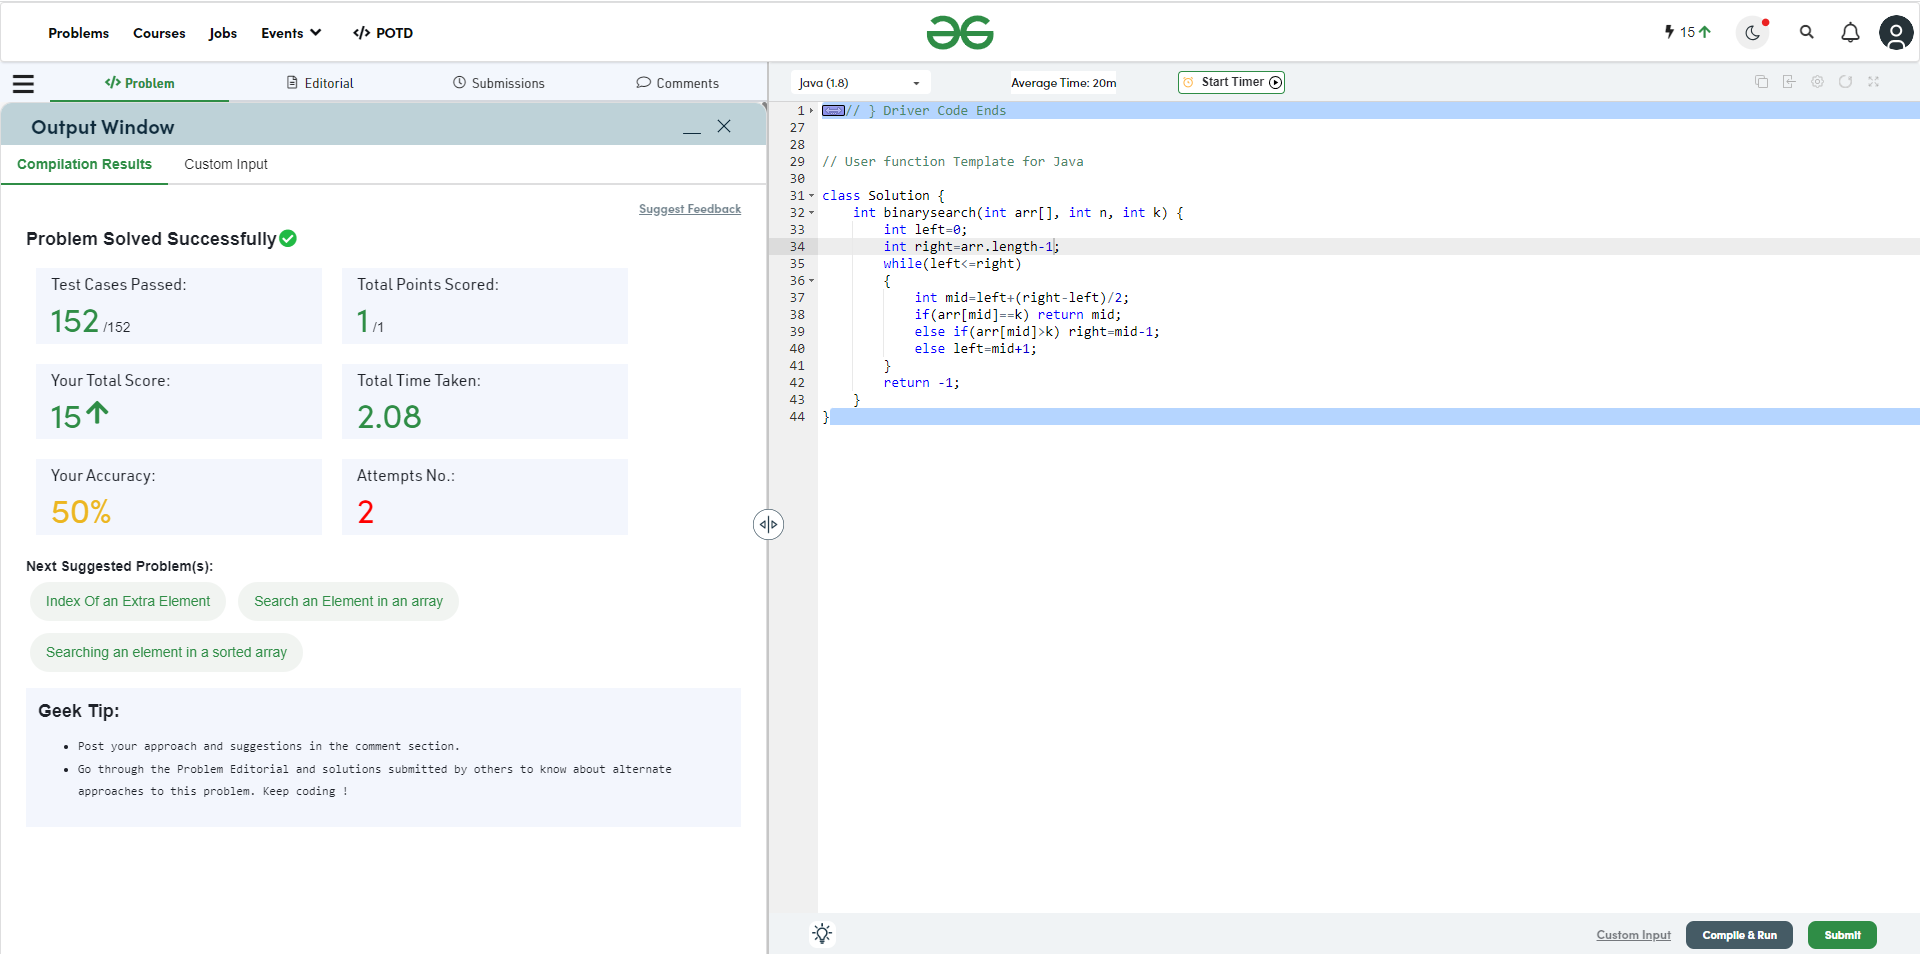 Problems Courses Jobs Events </> POTD
15
</> Problem Editorial Submissions Comments
Output Window
Compilation Results Custom Input
Suggest Feedback
Problem Solved Successfully
Test Cases Passed:
152 /152
Total Points Scored:
1 /1
Your Total Score:
15
Total Time Taken:
2.08
Your Accuracy:
50%
Attempts No.:
2
Next Suggested Problem(s):
Index Of an Extra Element Search an Element in an array
Searching an element in a sorted array
Geek Tip:
• Post your approach and suggestions in the comment section.
• Go through the Problem Editorial and solutions submitted by others to know about alternate
approaches to this problem. Keep coding !
Java (1.8) Average Time: 20m Start Timer
1 // } Driver Code Ends
27
28
29 // User function Template for Java
30
31 class Solution {
32 int binarysearch(int arr[], int n, int k) {
33 int left=0;
34 int right=arr.length-1;
35 while(left<=right)
36 {
37 int mid=left+(right-left)/2;
38 if(arr[mid]==k) return mid;
39 else if(arr[mid]>k) right=mid-1;
40 else left=mid+1;
41 }
42 return -1;
43 }
44 }
Custom Input Compile & Run Submit